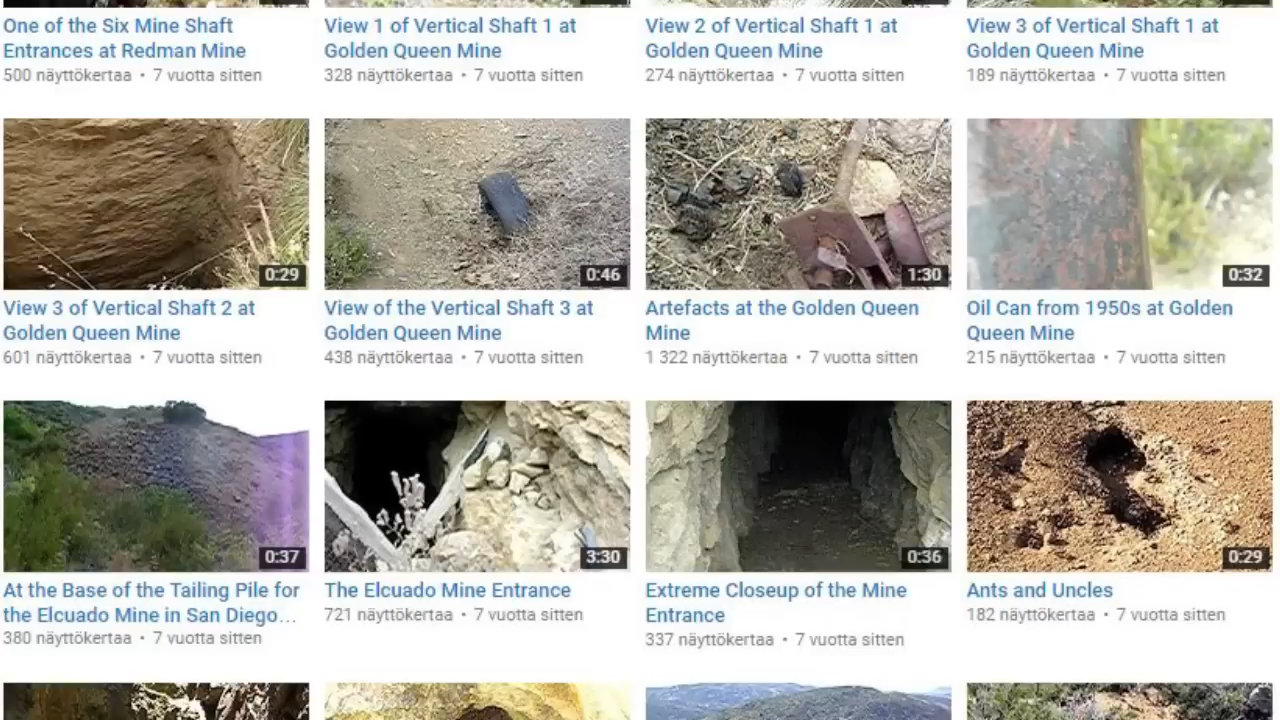 One of the Six Mine Shaft
Entrances at Redman Mine
500 näyttökertaa • 7 vuotta sitten
View 1 of Vertical Shaft 1 at
Golden Queen Mine
328 näyttökertaa • 7 vuotta sitten
View 2 of Vertical Shaft 1 at
Golden Queen Mine
274 näyttökertaa • 7 vuotta sitten
View 3 of Vertical Shaft 1 at
Golden Queen Mine
189 näyttökertaa • 7 vuotta sitten
0:29
View 3 of Vertical Shaft 2 at
Golden Queen Mine
601 näyttökertaa • 7 vuotta sitten
0:46
View of the Vertical Shaft 3 at
Golden Queen Mine
438 näyttökertaa • 7 vuotta sitten
1:30
Artefacts at the Golden Queen
Mine
1 322 näyttökertaa • 7 vuotta sitten
0:32
Oil Can from 1950s at Golden
Queen Mine
215 näyttökertaa • 7 vuotta sitten
0:37
At the Base of the Tailing Pile for
the Elcuado Mine in San Diego...
380 näyttökertaa • 7 vuotta sitten
3:30
The Elcuado Mine Entrance
721 näyttökertaa • 7 vuotta sitten
0:36
Extreme Closeup of the Mine
Entrance
337 näyttökertaa • 7 vuotta sitten
0:29
Ants and Uncles
182 näyttökertaa • 7 vuotta sitten